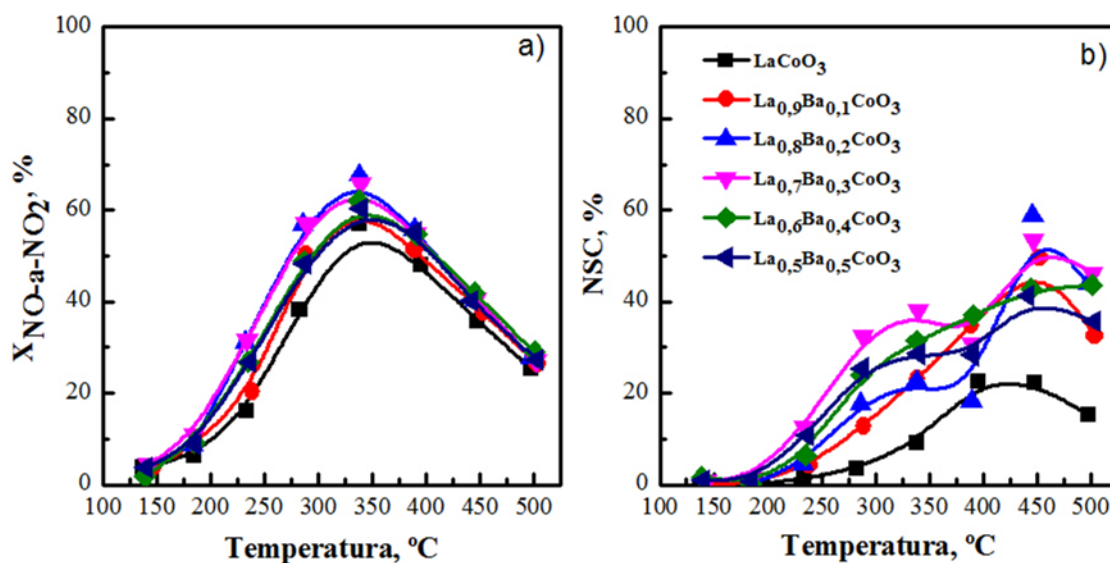 a)
X NO-a-NO2, %
100
80
60
40
20
0
100 150 200 250 300 350 400 450 500
Temperatura, ºC
b)
NSC, %
100
80
60
40
20
0
LaCoO3
La0,9Ba0,1CoO3
La0,8Ba0,2CoO3
La0,7Ba0,3CoO3
La0,6Ba0,4CoO3
La0,5Ba0,5CoO3
100 150 200 250 300 350 400 450 500
Temperatura, ºC